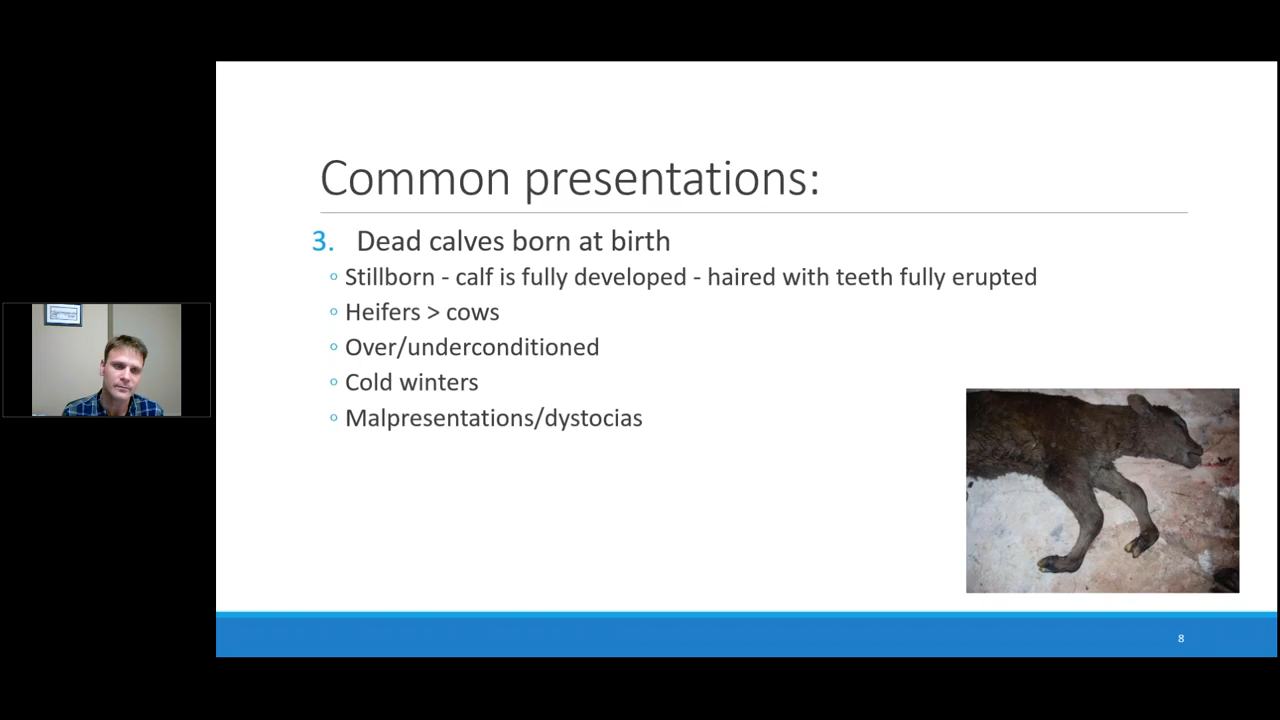 Common presentations:
3. Dead calves born at birth
◦ Stillborn - calf is fully developed - haired with teeth fully erupted
◦ Heifers > cows
◦ Over/underconditioned
◦ Cold winters
◦ Malpresentations/dystocias
8